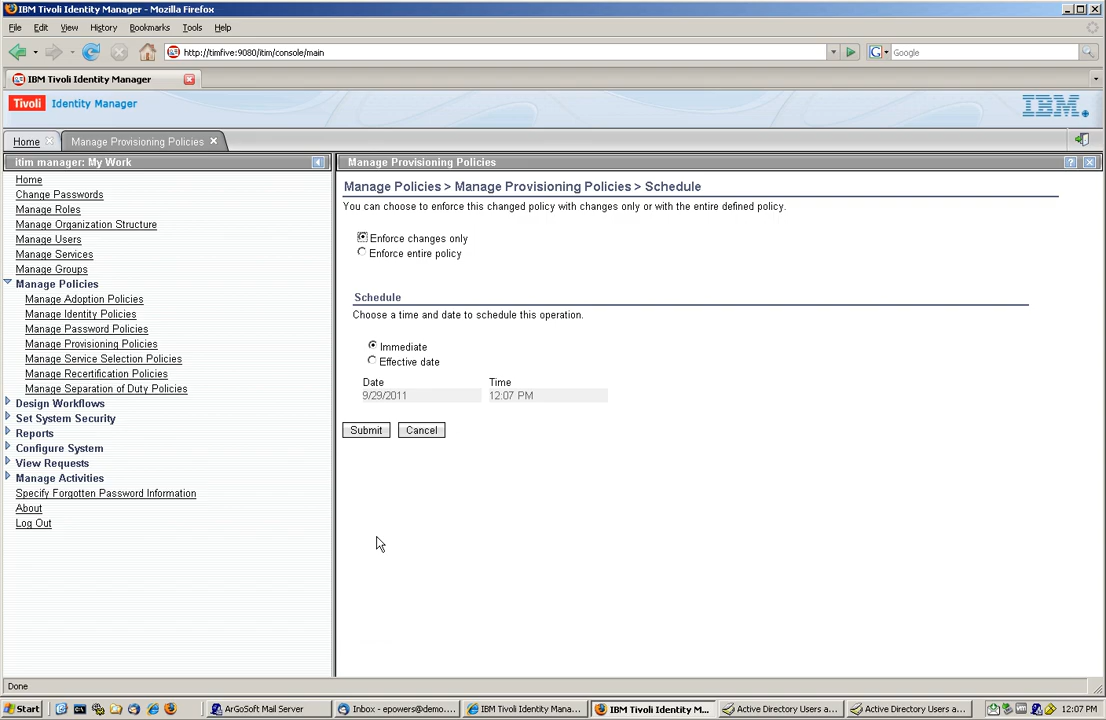 IBM Tivoli Identity Manager - Mozilla Firefox
File Edit View History Bookmarks Tools Help
http://timfive:9080/itim/console/main
G Google
IBM Tivoli Identity Manager
Tivoli Identity Manager
IBM.
Home
Manage Provisioning Policies
itim manager: My Work
Home
Change Passwords
Manage Roles
Manage Organization Structure
Manage Users
Manage Services
Manage Groups
Manage Policies
Manage Adoption Policies
Manage Identity Policies
Manage Password Policies
Manage Provisioning Policies
Manage Service Selection Policies
Manage Recertification Policies
Manage Separation of Duty Policies
Design Workflows
Set System Security
Reports
Configure System
View Requests
Manage Activities
Specify Forgotten Password Information
About
Log Out
Manage Provisioning Policies
?
Manage Policies > Manage Provisioning Policies > Schedule
You can choose to enforce this changed policy with changes only or with the entire defined policy.
Enforce changes only
Enforce entire policy
Schedule
Choose a time and date to schedule this operation.
Immediate
Effective date
Date Time
9/29/2011 12:07 PM
Submit Cancel
Done
Start
ArGoSoft Mail Server
Inbox - epowers@demo....
IBM Tivoli Identity Mana...
IBM Tivoli Identity M...
Active Directory Users a...
Active Directory Users a...
12:07 PM